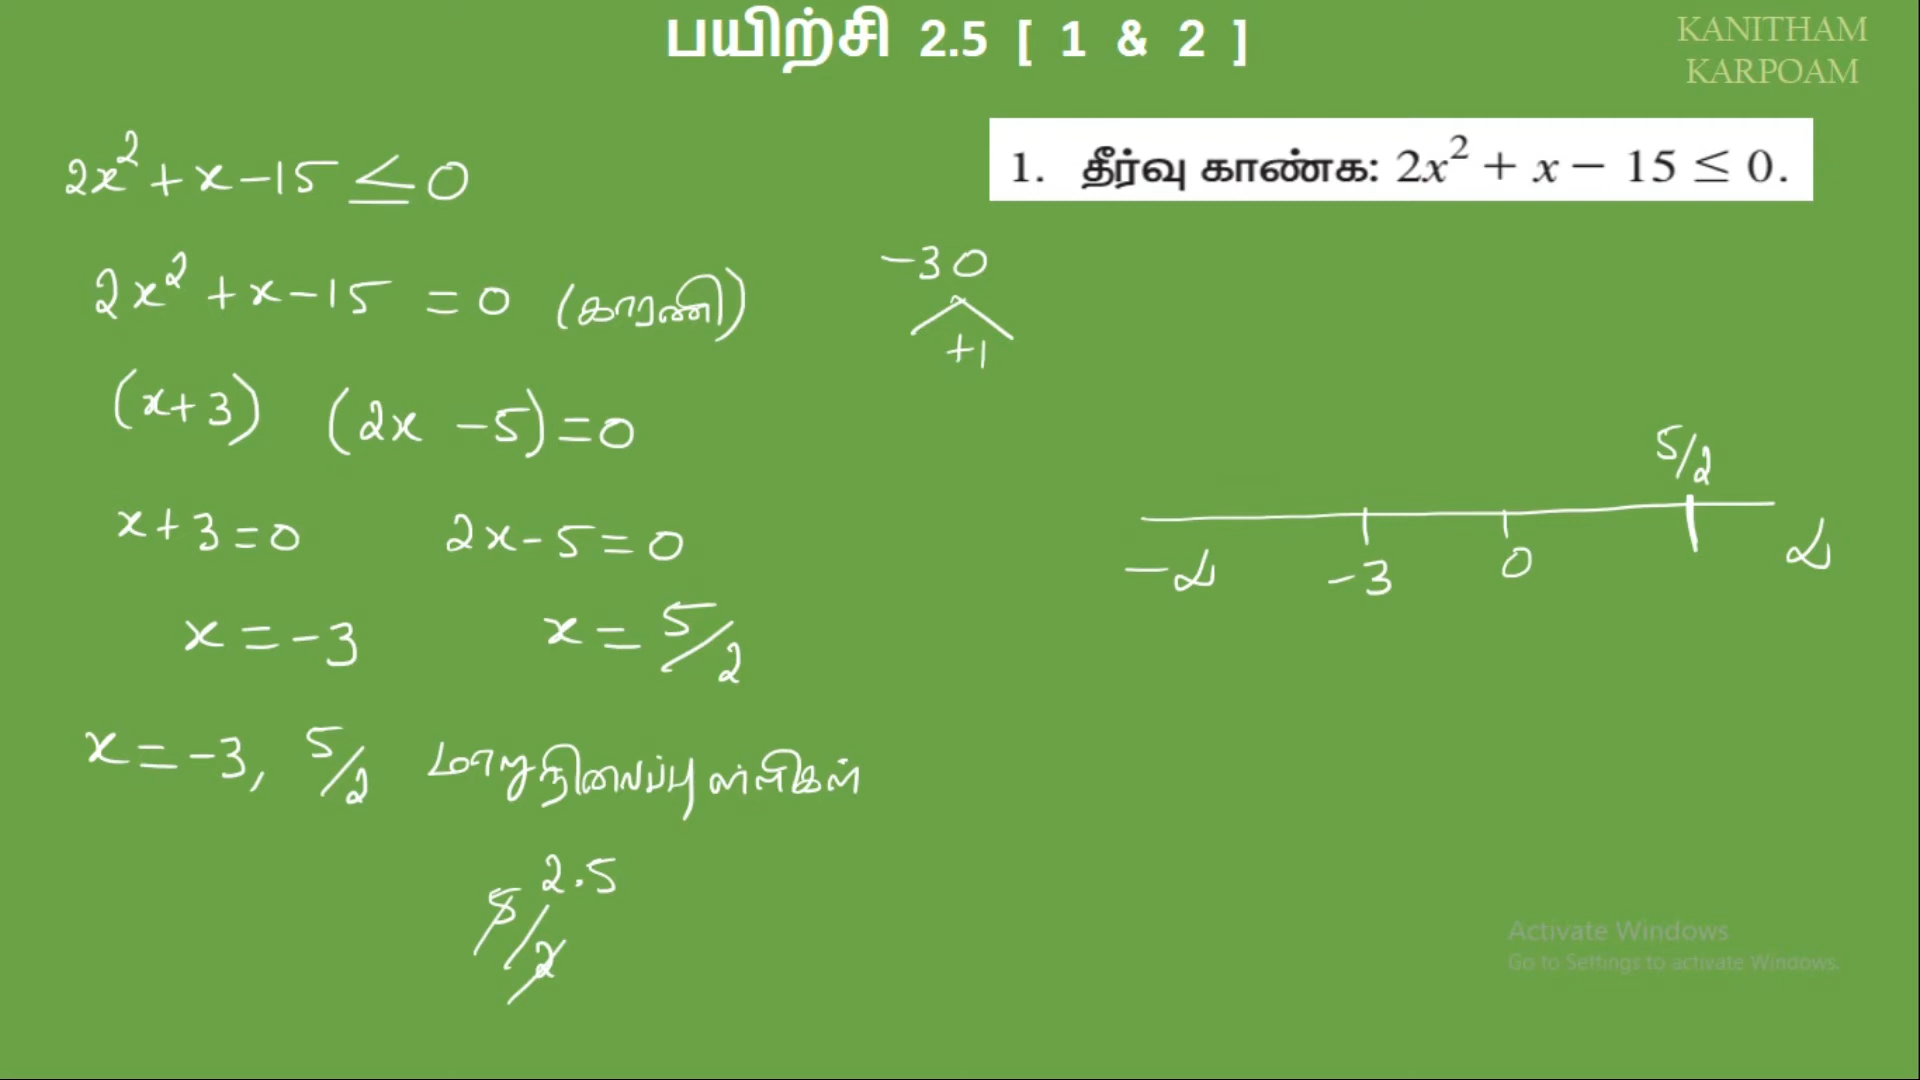 பயிற்சி 2.5 [ 1 & 2 ]
KANITHAM
KARPOAM
1. தீர்வு காண்க: 2x² + x − 15 ≤ 0.
2x² + x - 15 ≤ 0
2x² + x - 15 = 0 (காரணி)
(x+3) (2x - 5) = 0
x + 3 = 0 2x - 5 = 0
x = -3 x = 5/2
x = -3, 5/2 மாறுநிலைப்புள்ளிகள்
2.5
5/2
-30
+1
5/2
-∞ -3 0 ∞
Activate Windows
Go to Settings to activate Windows.